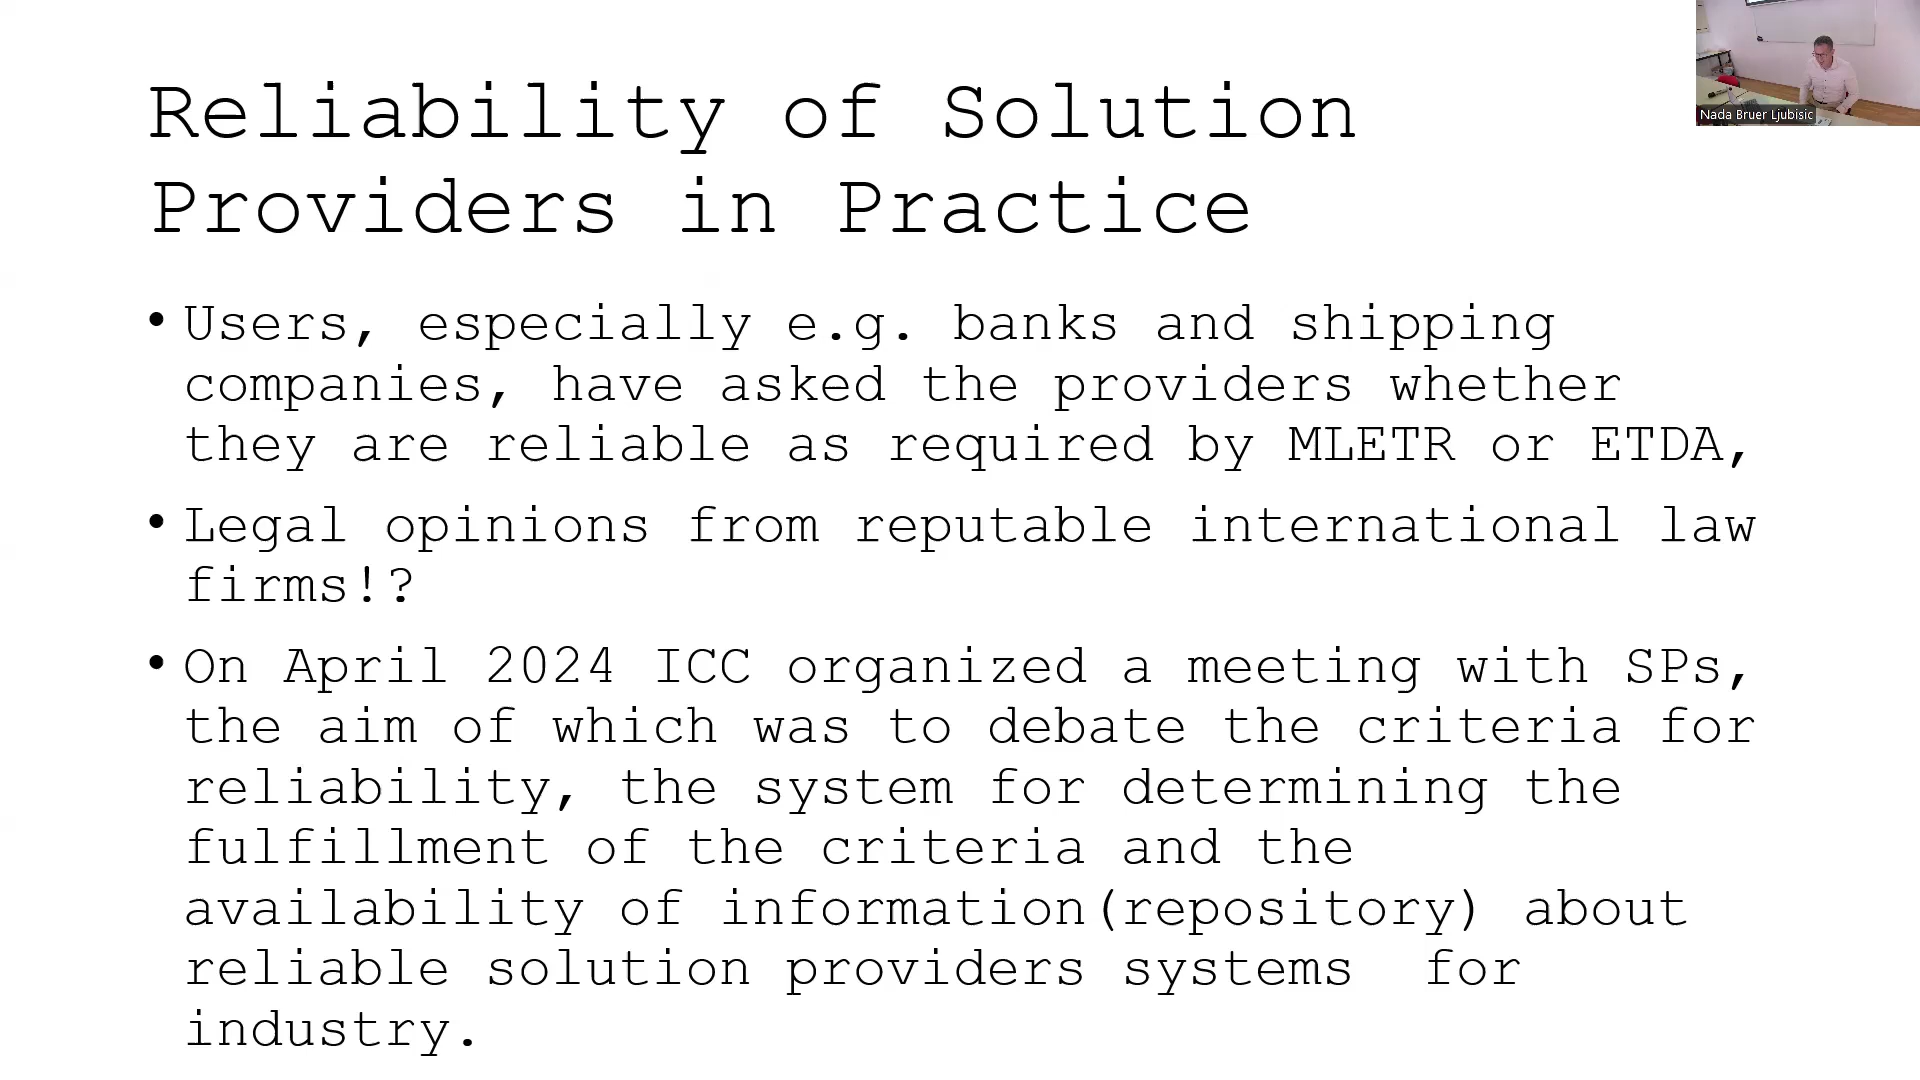 Reliability of Solution
Providers in Practice
Nada Bruer Ljubisic
• Users, especially e.g. banks and shipping
companies, have asked the providers whether
they are reliable as required by MLETR or ETDA,
• Legal opinions from reputable international law
firms!?
• On April 2024 ICC organized a meeting with SPs,
the aim of which was to debate the criteria for
reliability, the system for determining the
fulfillment of the criteria and the
availability of information(repository) about
reliable solution providers systems  for
industry.